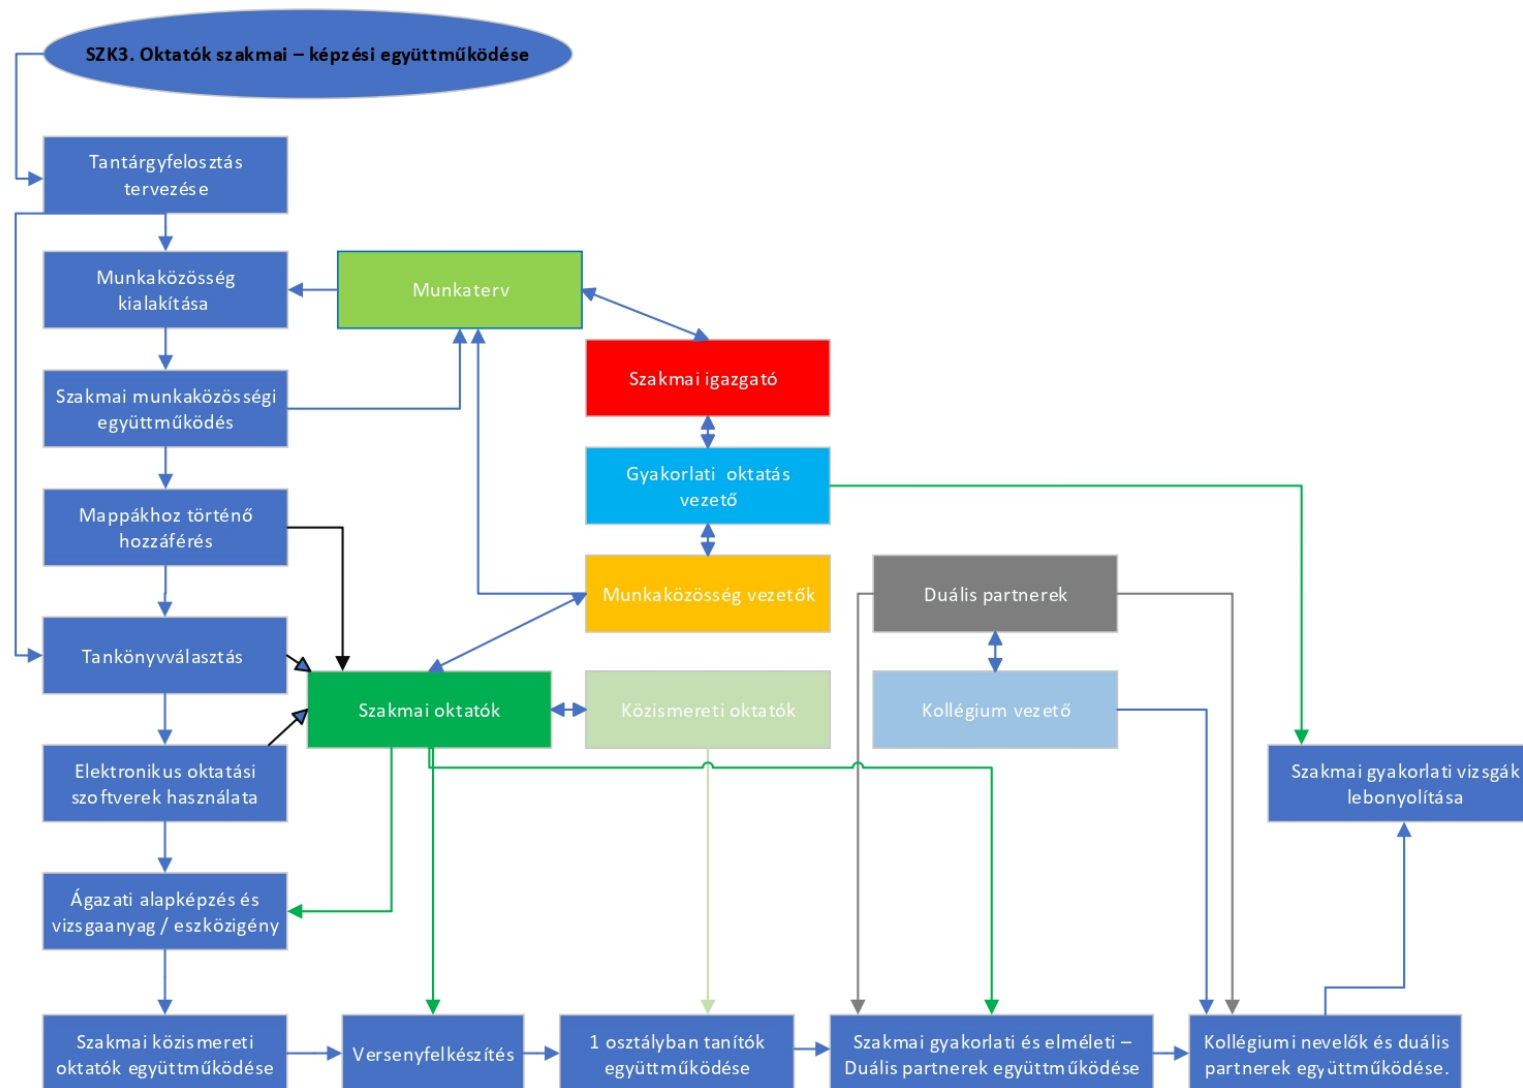 SZK3. Oktatók szakmai – képzési együttműködése
Tantárgyfelosztás
tervezése
Munkaközösség
kialakítása
Munkaterv
Szakmai igazgató
Szakmai munkaközösségi
együttműködés
Gyakorlati oktatás
vezető
Mappákhoz történő
hozzáférés
Munkaközösség vezetők
Duális partnerek
Tankönyvválasztás
Szakmai oktatók
Közismereti oktatók
Kollégium vezető
Elektronikus oktatási
szoftverek használata
Szakmai gyakorlati vizsgák
lebonyolítása
Ágazati alapképzés és
vizsgaanyag / eszközigény
Szakmai közismereti
oktatók együttműködése
Versenyfelkészítés
1 osztályban tanítók
együttműködése
Szakmai gyakorlati és elméleti –
Duális partnerek együttműködése
Kollégiumi nevelők és duális
partnerek együttműködése.